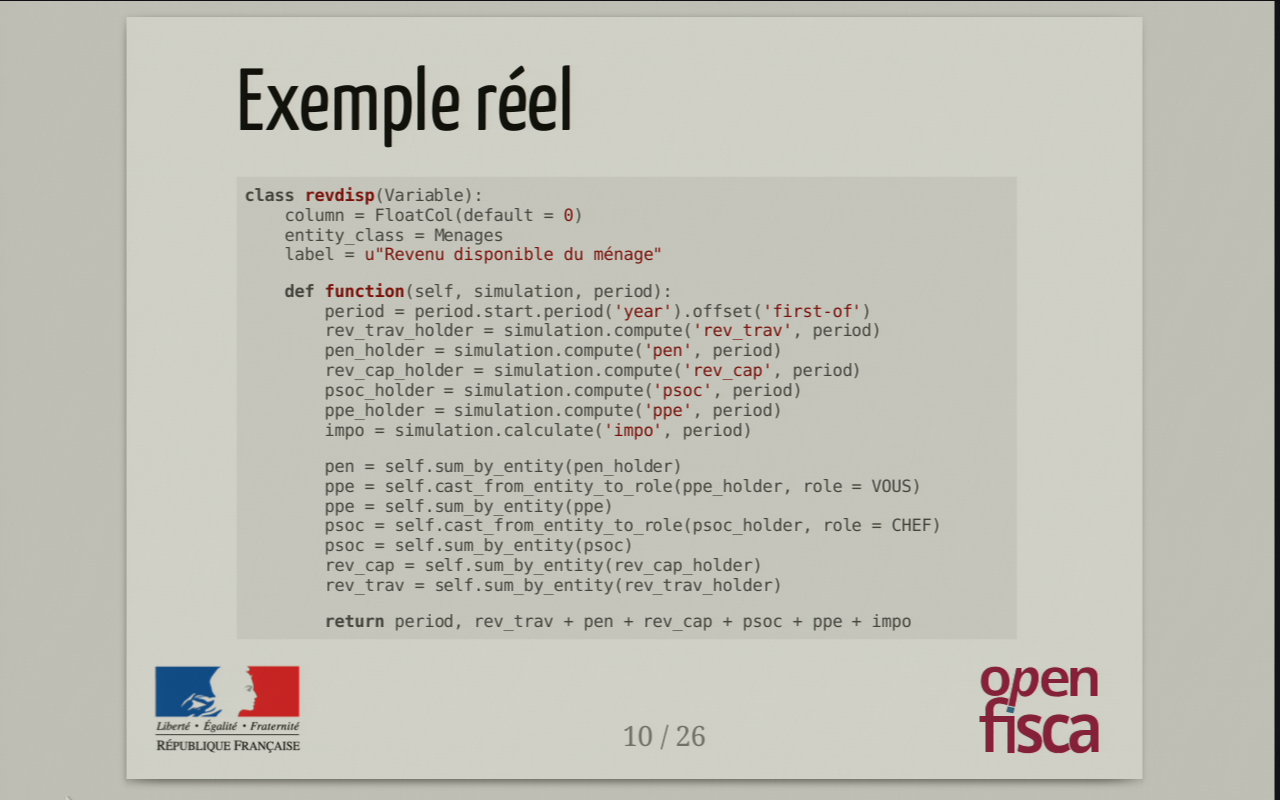 Exemple réel
class revdisp(Variable):
    column = FloatCol(default = 0)
    entity_class = Menages
    label = u"Revenu disponible du ménage"
    def function(self, simulation, period):
        period = period.start.period('year').offset('first-of')
        rev_trav_holder = simulation.compute('rev_trav', period)
        pen_holder = simulation.compute('pen', period)
        rev_cap_holder = simulation.compute('rev_cap', period)
        psoc_holder = simulation.compute('psoc', period)
        ppe_holder = simulation.compute('ppe', period)
        impo = simulation.calculate('impo', period)
        pen = self.sum_by_entity(pen_holder)
        ppe = self.cast_from_entity_to_role(ppe_holder, role = VOUS)
        ppe = self.sum_by_entity(ppe)
        psoc = self.cast_from_entity_to_role(psoc_holder, role = CHEF)
        psoc = self.sum_by_entity(psoc)
        rev_cap = self.sum_by_entity(rev_cap_holder)
        rev_trav = self.sum_by_entity(rev_trav_holder)
        return period, rev_trav + pen + rev_cap + psoc + ppe + impo
Liberté • Égalité • Fraternité
RÉPUBLIQUE FRANÇAISE
10 / 26
open
fisca